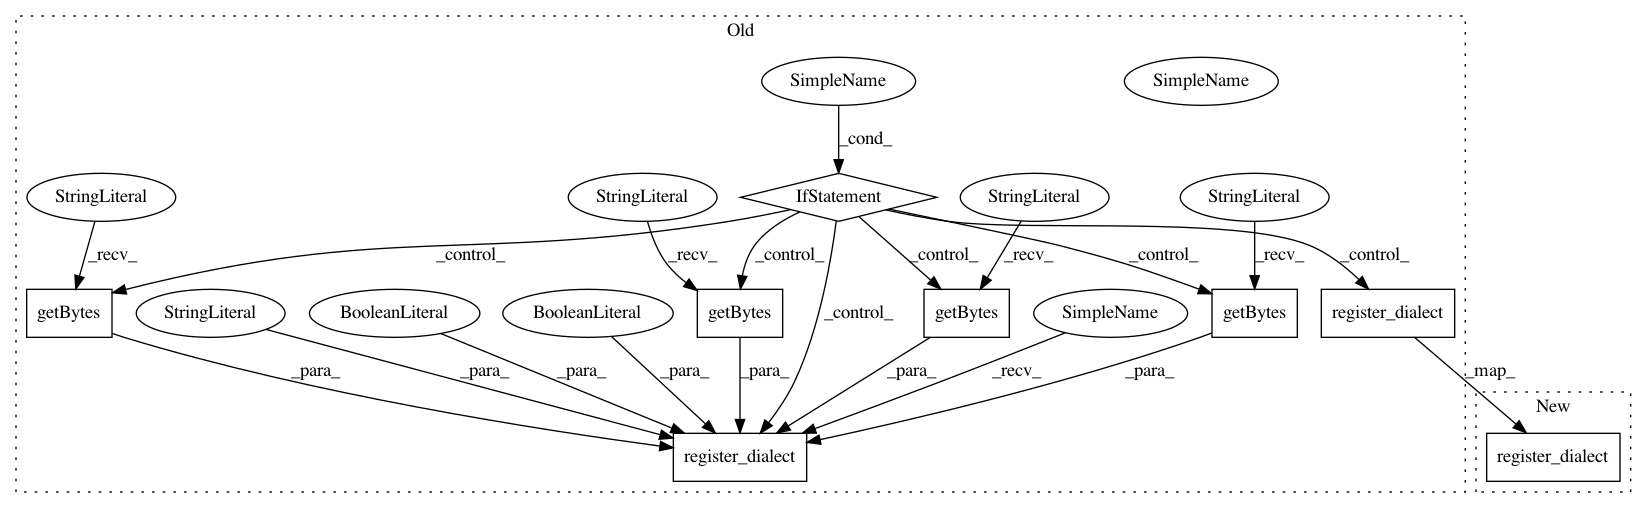 Old
SimpleName
SimpleName
_cond_
StringLiteral
StringLiteral
IfStatement
StringLiteral
StringLiteral
_recv_
_control_
_recv_
_control_
_control_
_recv_
_control_
_recv_
_control_
getBytes
StringLiteral
BooleanLiteral
BooleanLiteral
getBytes
_control_
getBytes
SimpleName
getBytes
register_dialect
_para_
_para_
_para_
_para_
_para_
_para_
_recv_
_para_
_map_
New
register_dialect
register_dialect